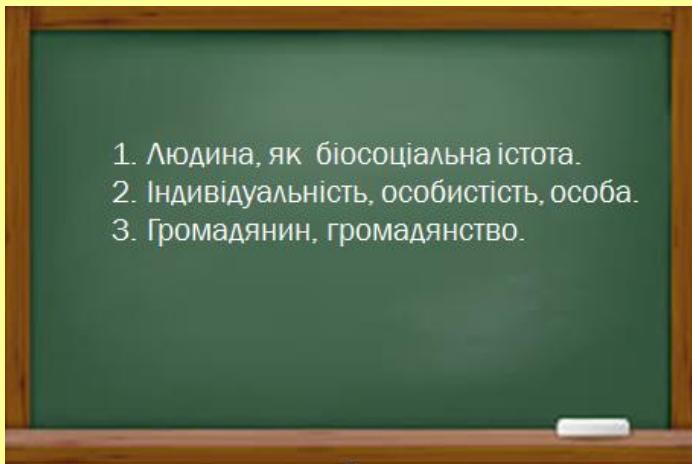 1. Людина, як біосоціальна істота.
2. Індивідуальність, особистість, особа.
3. Громадянин, громадянство.